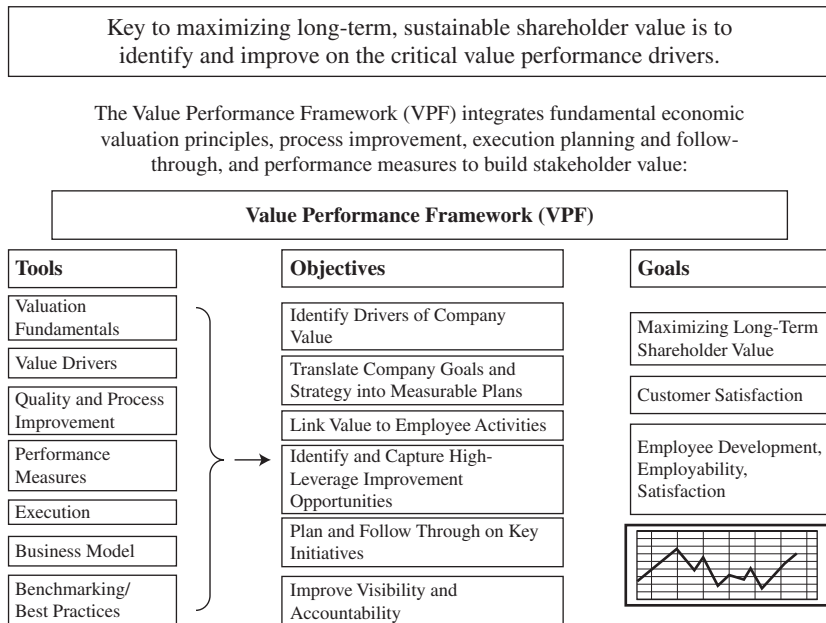 Key to maximizing long-term, sustainable shareholder value is to
identify and improve on the critical value performance drivers.
The Value Performance Framework (VPF) integrates fundamental economic
valuation principles, process improvement, execution planning and follow-
through, and performance measures to build stakeholder value:
Value Performance Framework (VPF)
Tools
Valuation
Fundamentals
Value Drivers
Quality and Process
Improvement
Performance
Measures
Execution
Business Model
Benchmarking/
Best Practices
Objectives
Identify Drivers of Company
Value
Translate Company Goals and
Strategy into Measurable Plans
Link Value to Employee Activities
Identify and Capture High-
Leverage Improvement
Opportunities
Plan and Follow Through on Key
Initiatives
Improve Visibility and
Accountability
Goals
Maximizing Long-Term
Shareholder Value
Customer Satisfaction
Employee Development,
Employability,
Satisfaction